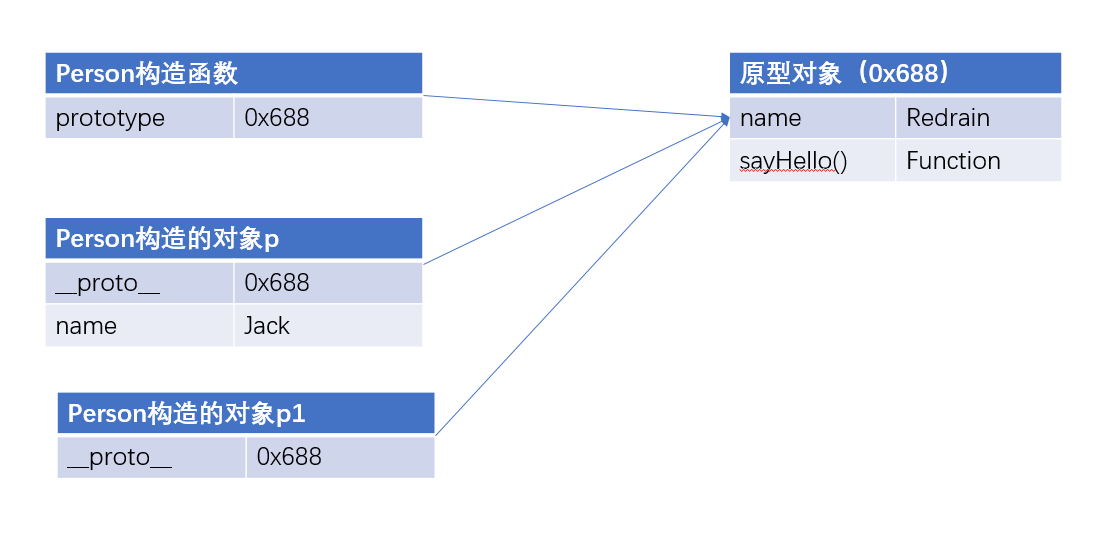 Person构造函数
prototype 0x688
原型对象（0x688）
name Redrain
sayHello() Function
Person构造的对象p
__proto__ 0x688
name Jack
Person构造的对象p1
__proto__ 0x688